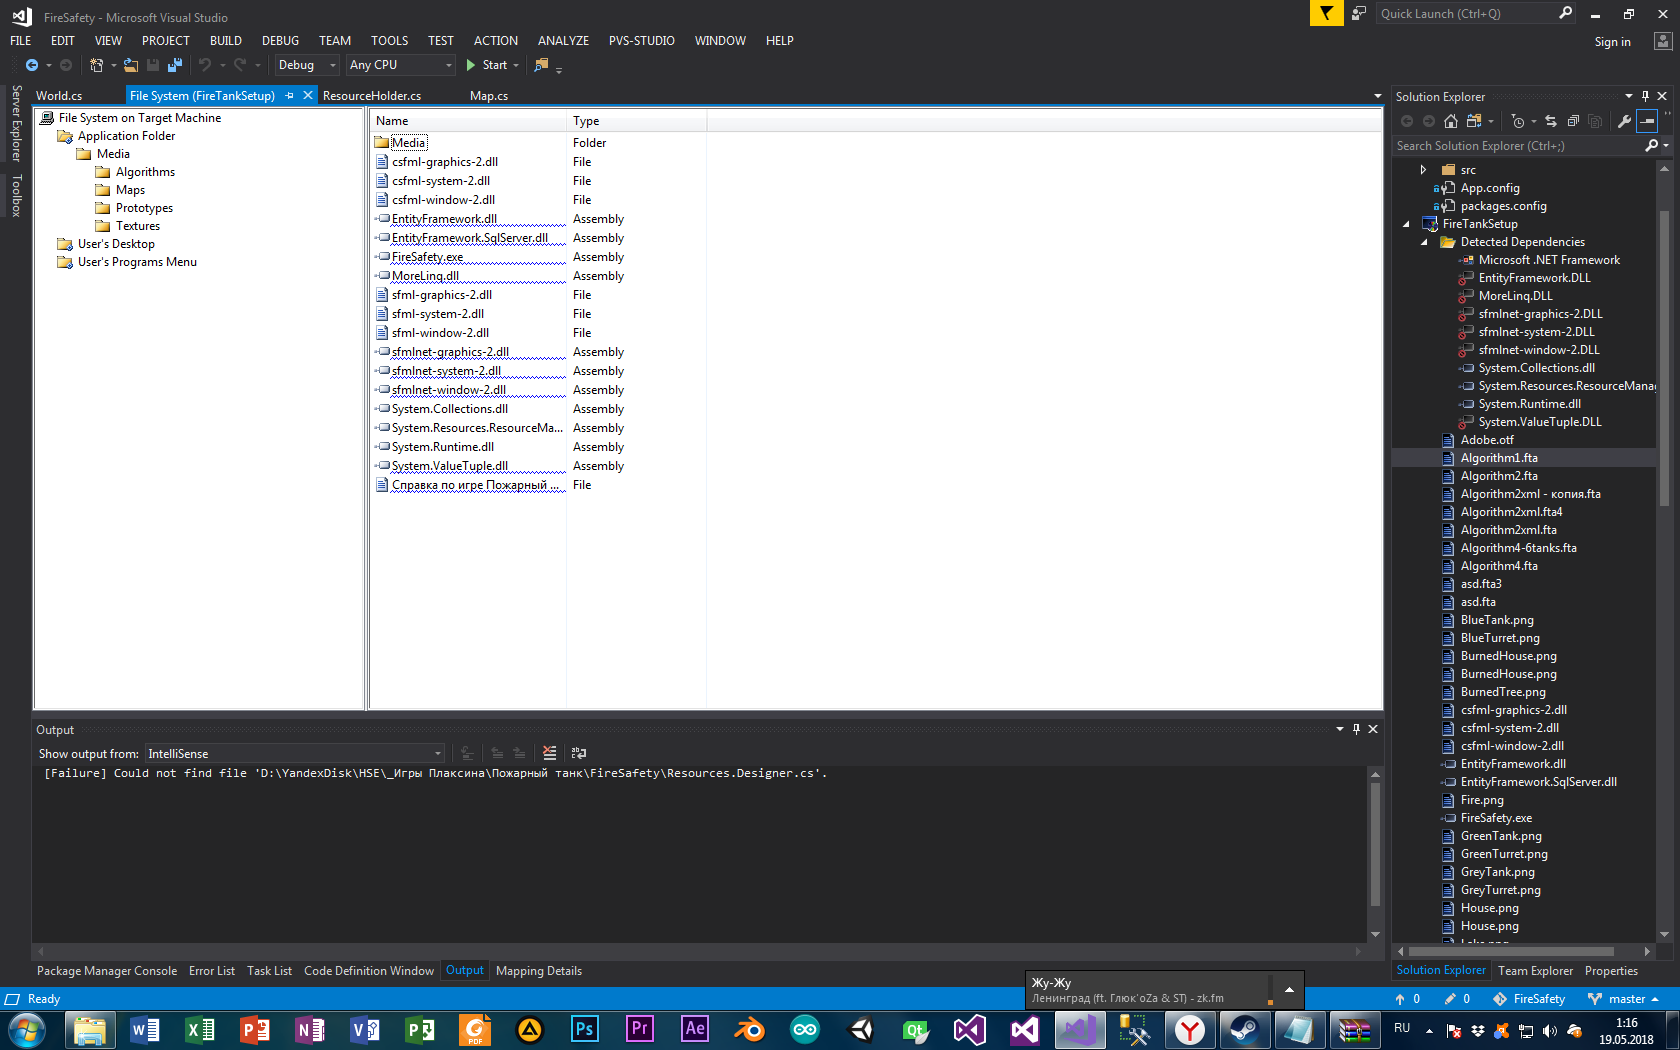 FireSafety - Microsoft Visual Studio
Quick Launch (Ctrl+Q)
FILE EDIT VIEW PROJECT BUILD DEBUG TEAM TOOLS TEST ACTION ANALYZE PVS-STUDIO WINDOW HELP
Sign in
Debug Any CPU Start
Server Explorer
Toolbox
World.cs File System (FireTankSetup) ResourceHolder.cs Map.cs
File System on Target Machine
Application Folder
Media
Algorithms
Maps
Prototypes
Textures
User's Desktop
User's Programs Menu
Name Type
Media Folder
csfml-graphics-2.dll File
csfml-system-2.dll File
csfml-window-2.dll File
EntityFramework.dll Assembly
EntityFramework.SqlServer.dll Assembly
FireSafety.exe Assembly
MoreLinq.dll Assembly
sfml-graphics-2.dll File
sfml-system-2.dll File
sfml-window-2.dll File
sfmlnet-graphics-2.dll Assembly
sfmlnet-system-2.dll Assembly
sfmlnet-window-2.dll Assembly
System.Collections.dll Assembly
System.Resources.ResourceMa... Assembly
System.Runtime.dll Assembly
System.ValueTuple.dll Assembly
Справка по игре Пожарный ... File
Output
Show output from: IntelliSense
[Failure] Could not find file 'D:\YandexDisk\HSE\_Игры Плаксина\Пожарный танк\FireSafety\Resources.Designer.cs'.
Package Manager Console Error List Task List Code Definition Window Output Mapping Details
Solution Explorer
Search Solution Explorer (Ctrl+;)
src
App.config
packages.config
FireTankSetup
Detected Dependencies
Microsoft .NET Framework
EntityFramework.DLL
MoreLinq.DLL
sfmlnet-graphics-2.DLL
sfmlnet-system-2.DLL
sfmlnet-window-2.DLL
System.Collections.dll
System.Resources.ResourceManag
System.Runtime.dll
System.ValueTuple.DLL
Adobe.otf
Algorithm1.fta
Algorithm2.fta
Algorithm2xml - копия.fta
Algorithm2xml.fta4
Algorithm2xml.fta
Algorithm4-6tanks.fta
Algorithm4.fta
asd.fta3
asd.fta
BlueTank.png
BlueTurret.png
BurnedHouse.png
BurnedHouse.png
BurnedTree.png
csfml-graphics-2.dll
csfml-system-2.dll
csfml-window-2.dll
EntityFramework.dll
EntityFramework.SqlServer.dll
Fire.png
FireSafety.exe
GreenTank.png
GreenTurret.png
GreyTank.png
GreyTurret.png
House.png
House.png
Solution Explorer Team Explorer Properties
Жу-Жу
Ленинград (ft. Глюк'oZa & ST) - zk.fm
Ready
0 0 FireSafety master
PDF
Ps Pr Ae
Qt
RU
1:16
19.05.2018